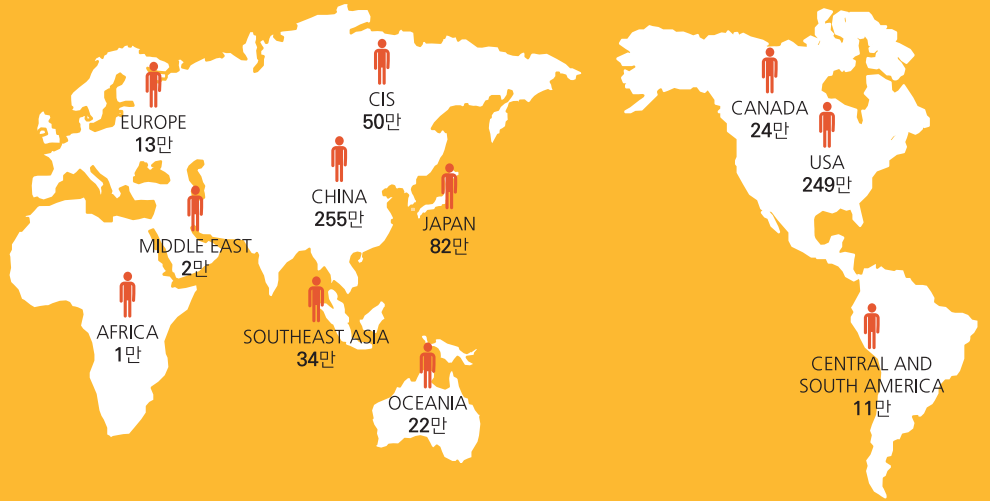 EUROPE
13만
CIS
50만
CHINA
255만
JAPAN
82만
MIDDLE EAST
2만
AFRICA
1만
SOUTHEAST ASIA
34만
OCEANIA
22만
CANADA
24만
USA
249만
CENTRAL AND
SOUTH AMERICA
11만